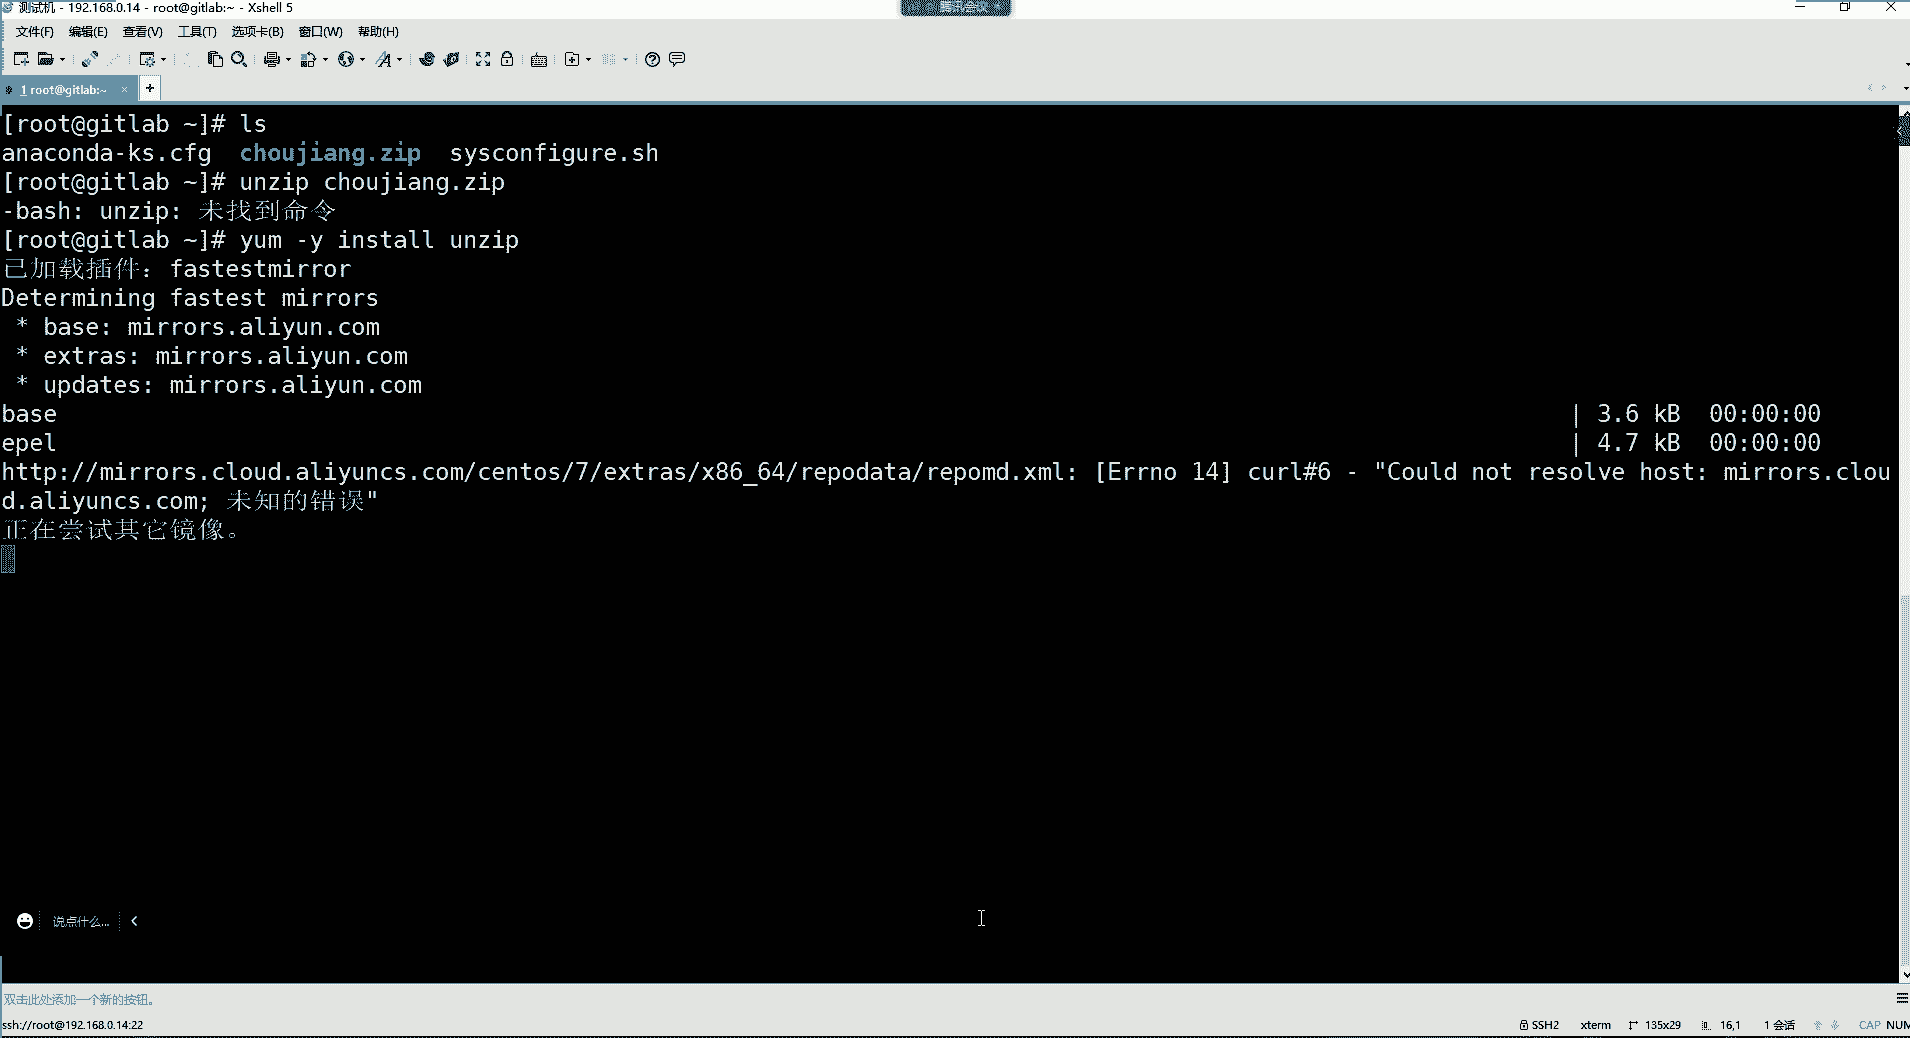 测试机 - 192.168.0.14 - root@gitlab:~ - Xshell 5
腾讯会议
文件(F) 编辑(E) 查看(V) 工具(T) 选项卡(B) 窗口(W) 帮助(H)
1 root@gitlab:~ × +
[root@gitlab ~]# ls
anaconda-ks.cfg choujiang.zip sysconfigure.sh
[root@gitlab ~]# unzip choujiang.zip
-bash: unzip: 未找到命令
[root@gitlab ~]# yum -y install unzip
已加载插件：fastestmirror
Determining fastest mirrors
* base: mirrors.aliyun.com
* extras: mirrors.aliyun.com
* updates: mirrors.aliyun.com
base | 3.6 kB 00:00:00
epel | 4.7 kB 00:00:00
http://mirrors.cloud.aliyuncs.com/centos/7/extras/x86_64/repodata/repomd.xml: [Errno 14] curl#6 - "Could not resolve host: mirrors.clou
d.aliyuncs.com; 未知的错误"
正在尝试其它镜像。
说点什么...
双击此处添加一个新的按钮。
ssh://root@192.168.0.14:22 SSH2 xterm 135x29 16,1 1 会话 CAP NUM